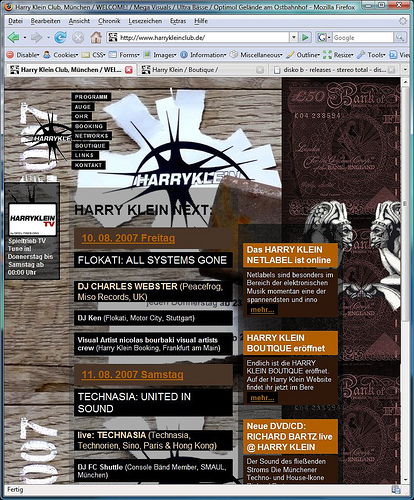 Harry Klein Club, München / WELCOME! / Mega Visuals / Ultra Bässe / Optimol Gelände am Ostbahnhof - Mozilla Firefox
Datei Bearbeiten Ansicht Chronik Lesezeichen Extras Hilfe
http://www.harrykleinclub.de/
Google
Disable Cookies CSS Forms Images Information Miscellaneous Outline Resize Tools
Harry Klein Club, München / WEL...
Harry Klein / Boutique /
disko b - releases - stereo total - dis...
PROGRAMM
AUGE
OHR
BOOKING
NETWORKS
BOUTIQUE
LINKS
KONTAKT
HARRYKLE
HARRYKLE
HARRY KLEIN NEXT
HARRYKLEIN
TV
Spieltrieb TV
Tune in!
Donnerstag bis
Samstag ab
00:00 Uhr
10. 08. 2007 Freitag
FLOKATI: ALL SYSTEMS GONE
DJ CHARLES WEBSTER (Peacefrog,
Miso Records, UK)
DJ Ken (Flokati, Motor City, Stuttgart)
Visual Artist nicolas bourbaki visual artists
crew (Harry Klein Booking, Frankfurt am Main)
11. 08. 2007 Samstag
TECHNASIA: UNITED IN
SOUND
live: TECHNASIA (Technasia,
Technorien, Sino, Paris & Hong Kong)
DJ FC Shuttle (Console Bänd Member, SMAUL,
München)
Das HARRY KLEIN
NETLABEL ist online
Netlabels sind besonders im
Bereich der elektronischen
Musik momentan eine der
spannendsten und inno
mehr...
HARRY KLEIN
BOUTIQUE eröffnet
Endlich ist die HARRY
KLEIN BOUTIQUE eröffnet.
Auf der Harry Klein Website
findet ihr jetzt im Bere
mehr...
Neue DVD/CD:
RICHARD BARTZ live
@ HARRY KLEIN
Der Sound des fließenden
Stroms Die Münchener
Techno- und House-Ikone
£50 Bank of
Fertig